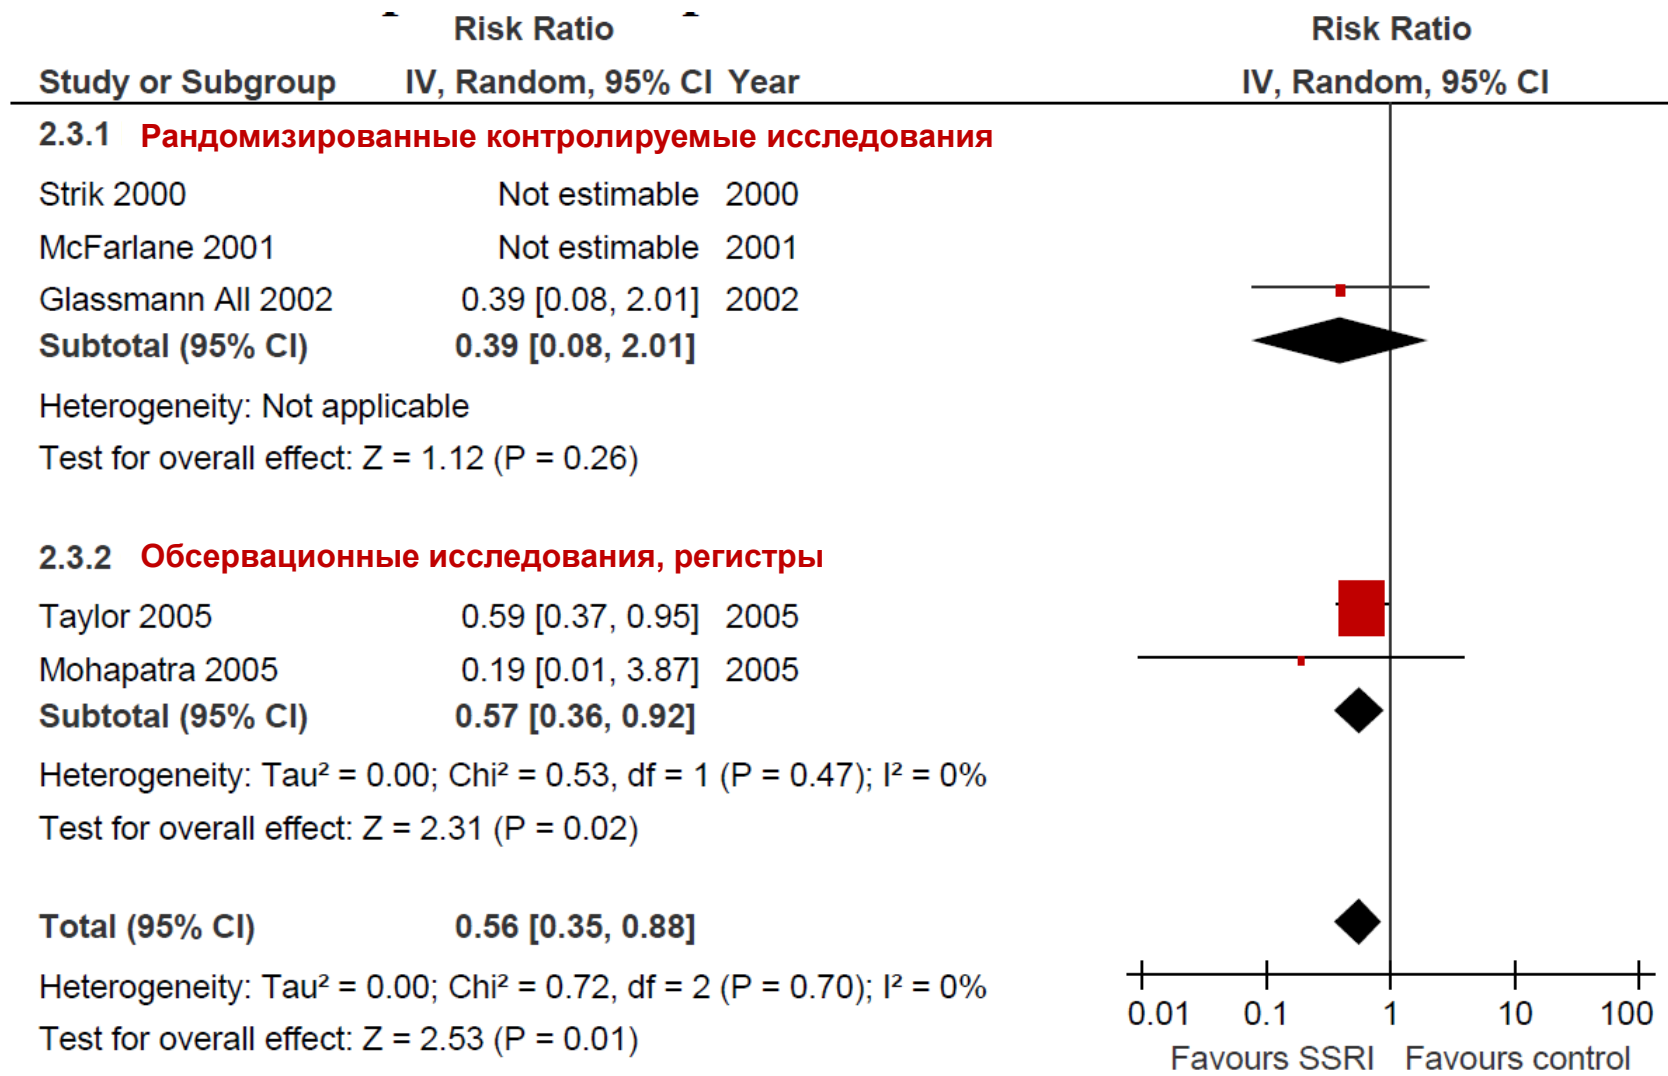 Risk Ratio Risk Ratio
Study or Subgroup IV, Random, 95% CI Year IV, Random, 95% CI
2.3.1 Рандомизированные контролируемые исследования
Strik 2000 Not estimable 2000
McFarlane 2001 Not estimable 2001
Glassmann All 2002 0.39 [0.08, 2.01] 2002
Subtotal (95% CI) 0.39 [0.08, 2.01]
Heterogeneity: Not applicable
Test for overall effect: Z = 1.12 (P = 0.26)
2.3.2 Обсервационные исследования, регистры
Taylor 2005 0.59 [0.37, 0.95] 2005
Mohapatra 2005 0.19 [0.01, 3.87] 2005
Subtotal (95% CI) 0.57 [0.36, 0.92]
Heterogeneity: Tau² = 0.00; Chi² = 0.53, df = 1 (P = 0.47); I² = 0%
Test for overall effect: Z = 2.31 (P = 0.02)
Total (95% CI) 0.56 [0.35, 0.88]
Heterogeneity: Tau² = 0.00; Chi² = 0.72, df = 2 (P = 0.70); I² = 0%
Test for overall effect: Z = 2.53 (P = 0.01)
0.01 0.1 1 10 100
Favours SSRI Favours control